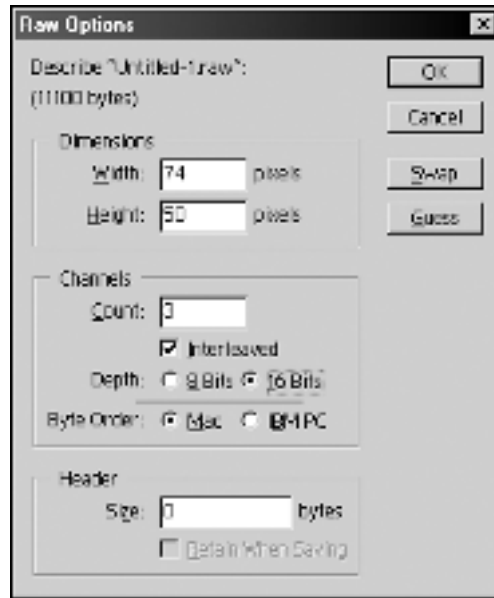 Raw Options
Describe "Untitled-1.raw":
(11100 bytes)
OK
Cancel
Swap
Guess
Dimensions
Width: 74 pixels
Height: 50 pixels
Channels
Count: 3
Interleaved
Depth: 8 Bits 16 Bits
Byte Order: Mac IBM PC
Header
Size: 0 bytes
Retain When Saving